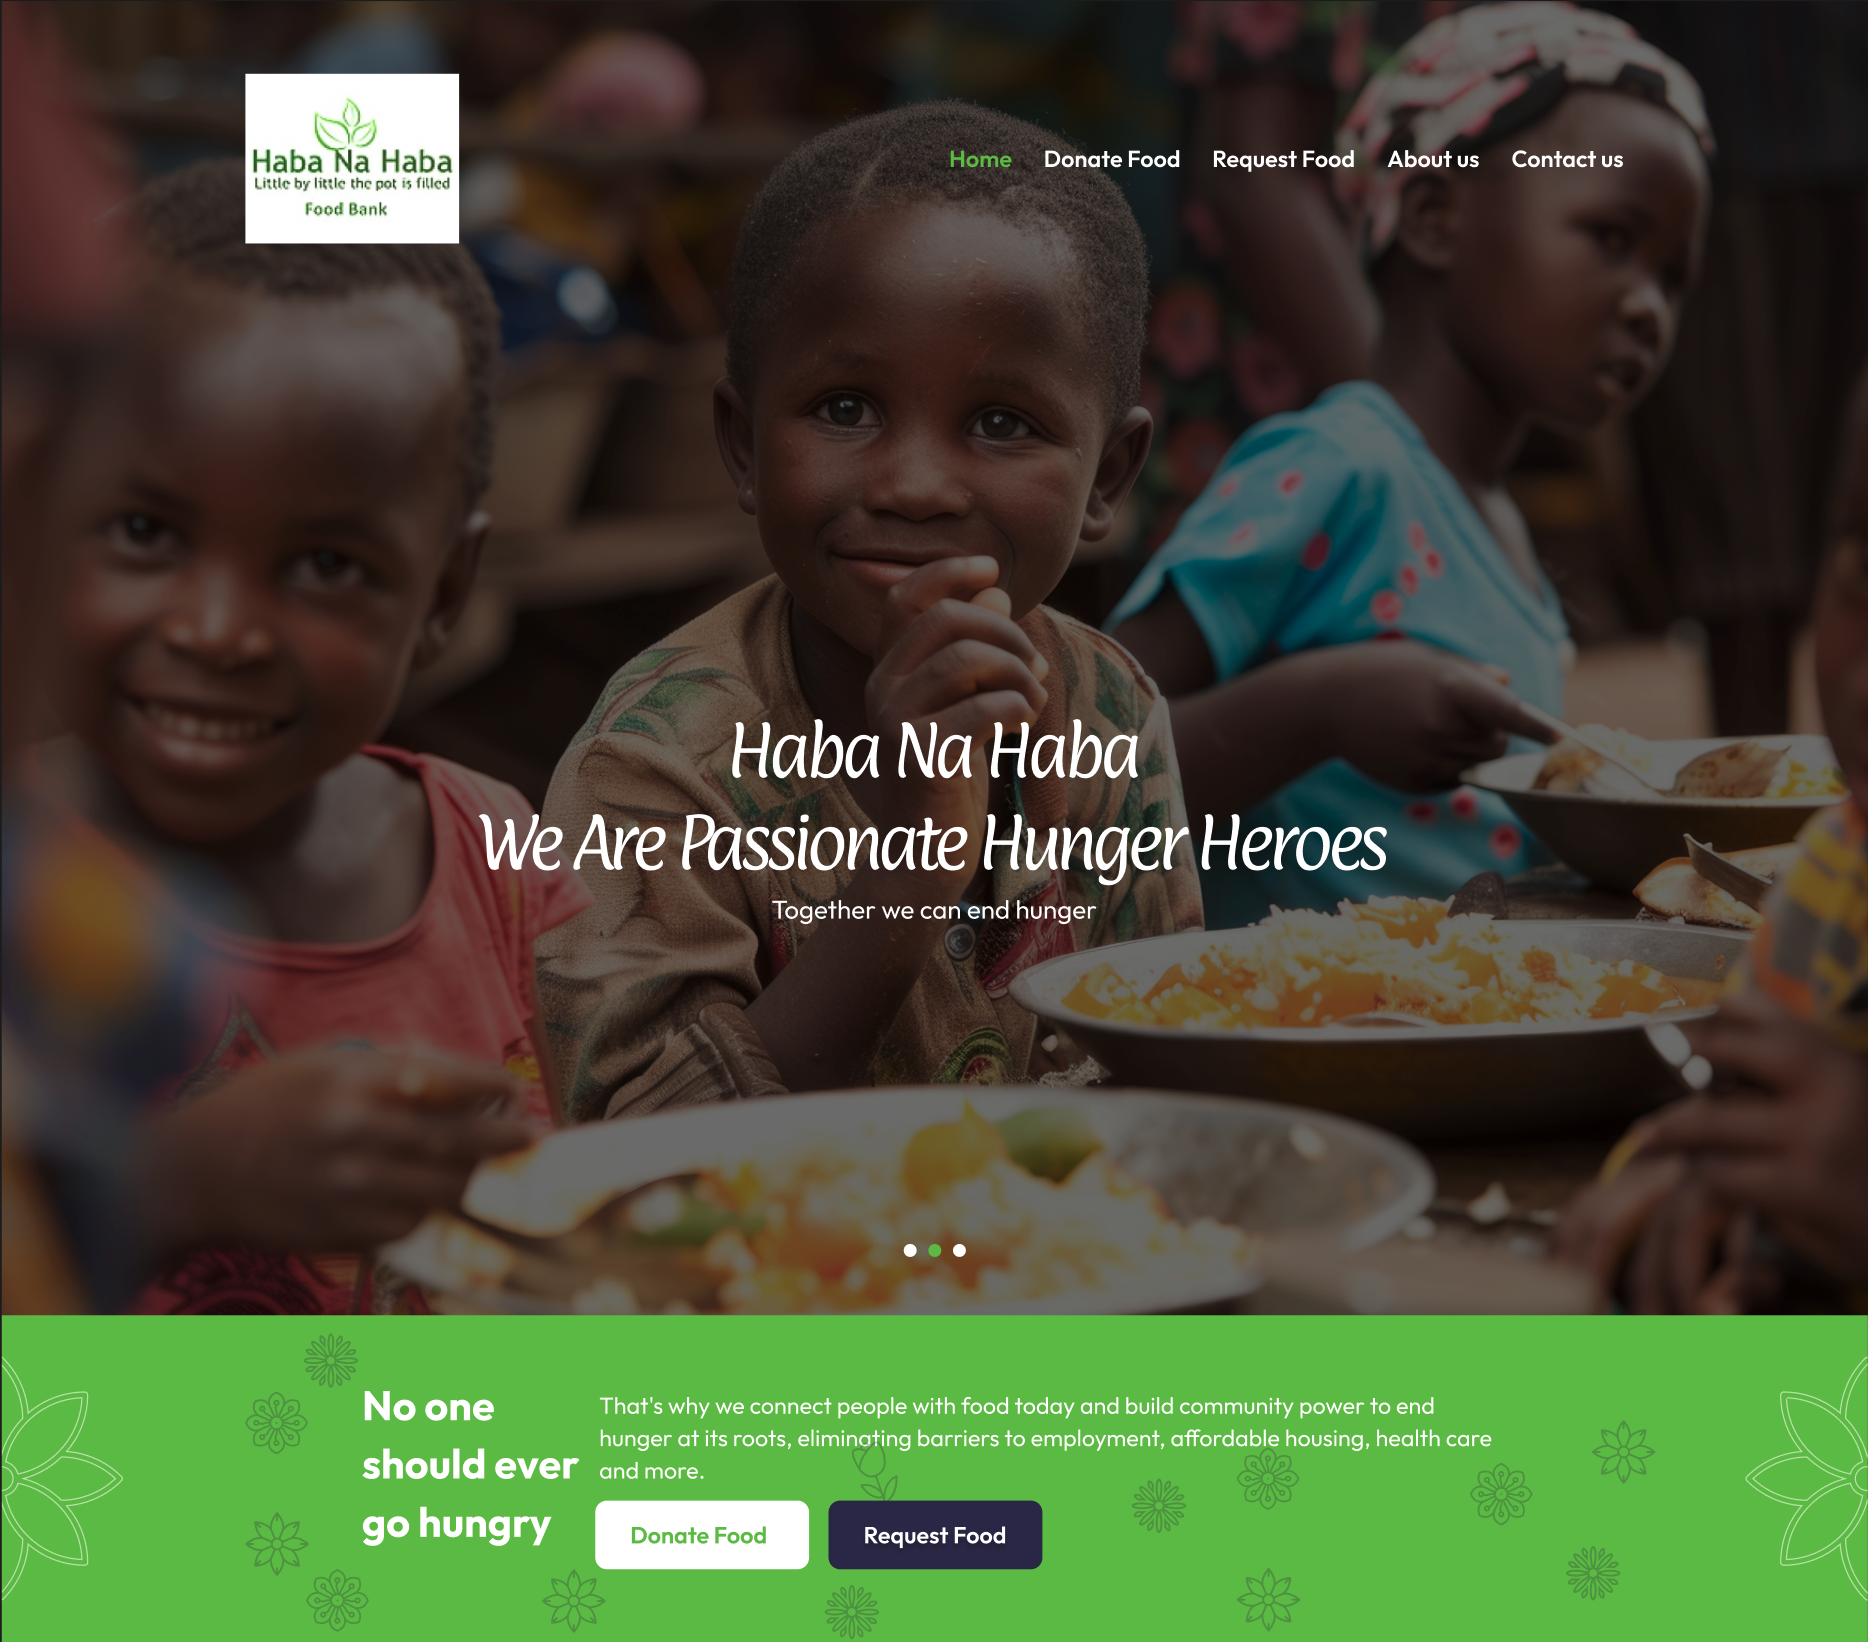 Haba Na Haba
Little by little the pot is filled
Food Bank
Home Donate Food Request Food About us Contact us
Haba Na Haba
We Are Passionate Hunger Heroes
Together we can end hunger
No one
should ever
go hungry
That's why we connect people with food today and build community power to end
hunger at its roots, eliminating barriers to employment, affordable housing, health care
and more.
Donate Food Request Food